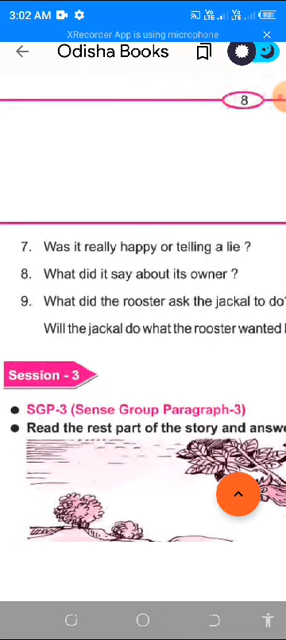 3:02 AM
XRecorder App is using microphone
Odisha Books
8
7. Was it really happy or telling a lie ?
8. What did it say about its owner ?
9. What did the rooster ask the jackal to do
Will the jackal do what the rooster wanted
Session - 3
● SGP-3 (Sense Group Paragraph-3)
● Read the rest part of the story and answe